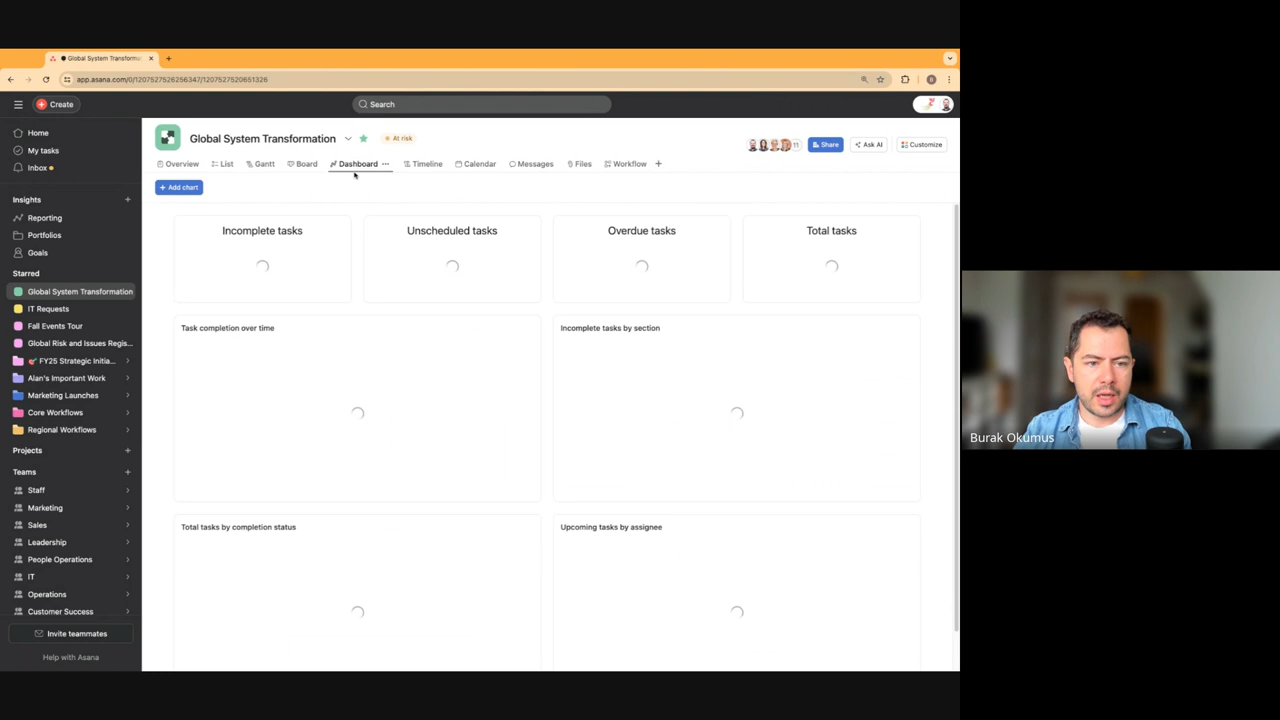 Global System Transforma
app.asana.com/0/1207527526256347/1207527520651326
B
Create
Search
Home
My tasks
Inbox
Insights
Reporting
Portfolios
Goals
Starred
Global System Transformation
IT Requests
Fall Events Tour
Global Risk and Issues Regis...
FY25 Strategic Initia...
Alan's Important Work
Marketing Launches
Core Workflows
Regional Workflows
Projects
Teams
Staff
Marketing
Sales
Leadership
People Operations
IT
Operations
Customer Success
Invite teammates
Help with Asana
Global System Transformation
At risk
11
Share
Ask AI
Customize
Overview
List
Gantt
Board
Dashboard
Timeline
Calendar
Messages
Files
Workflow
Add chart
Incomplete tasks
Unscheduled tasks
Overdue tasks
Total tasks
Task completion over time
Incomplete tasks by section
Total tasks by completion status
Upcoming tasks by assignee
Burak Okumus